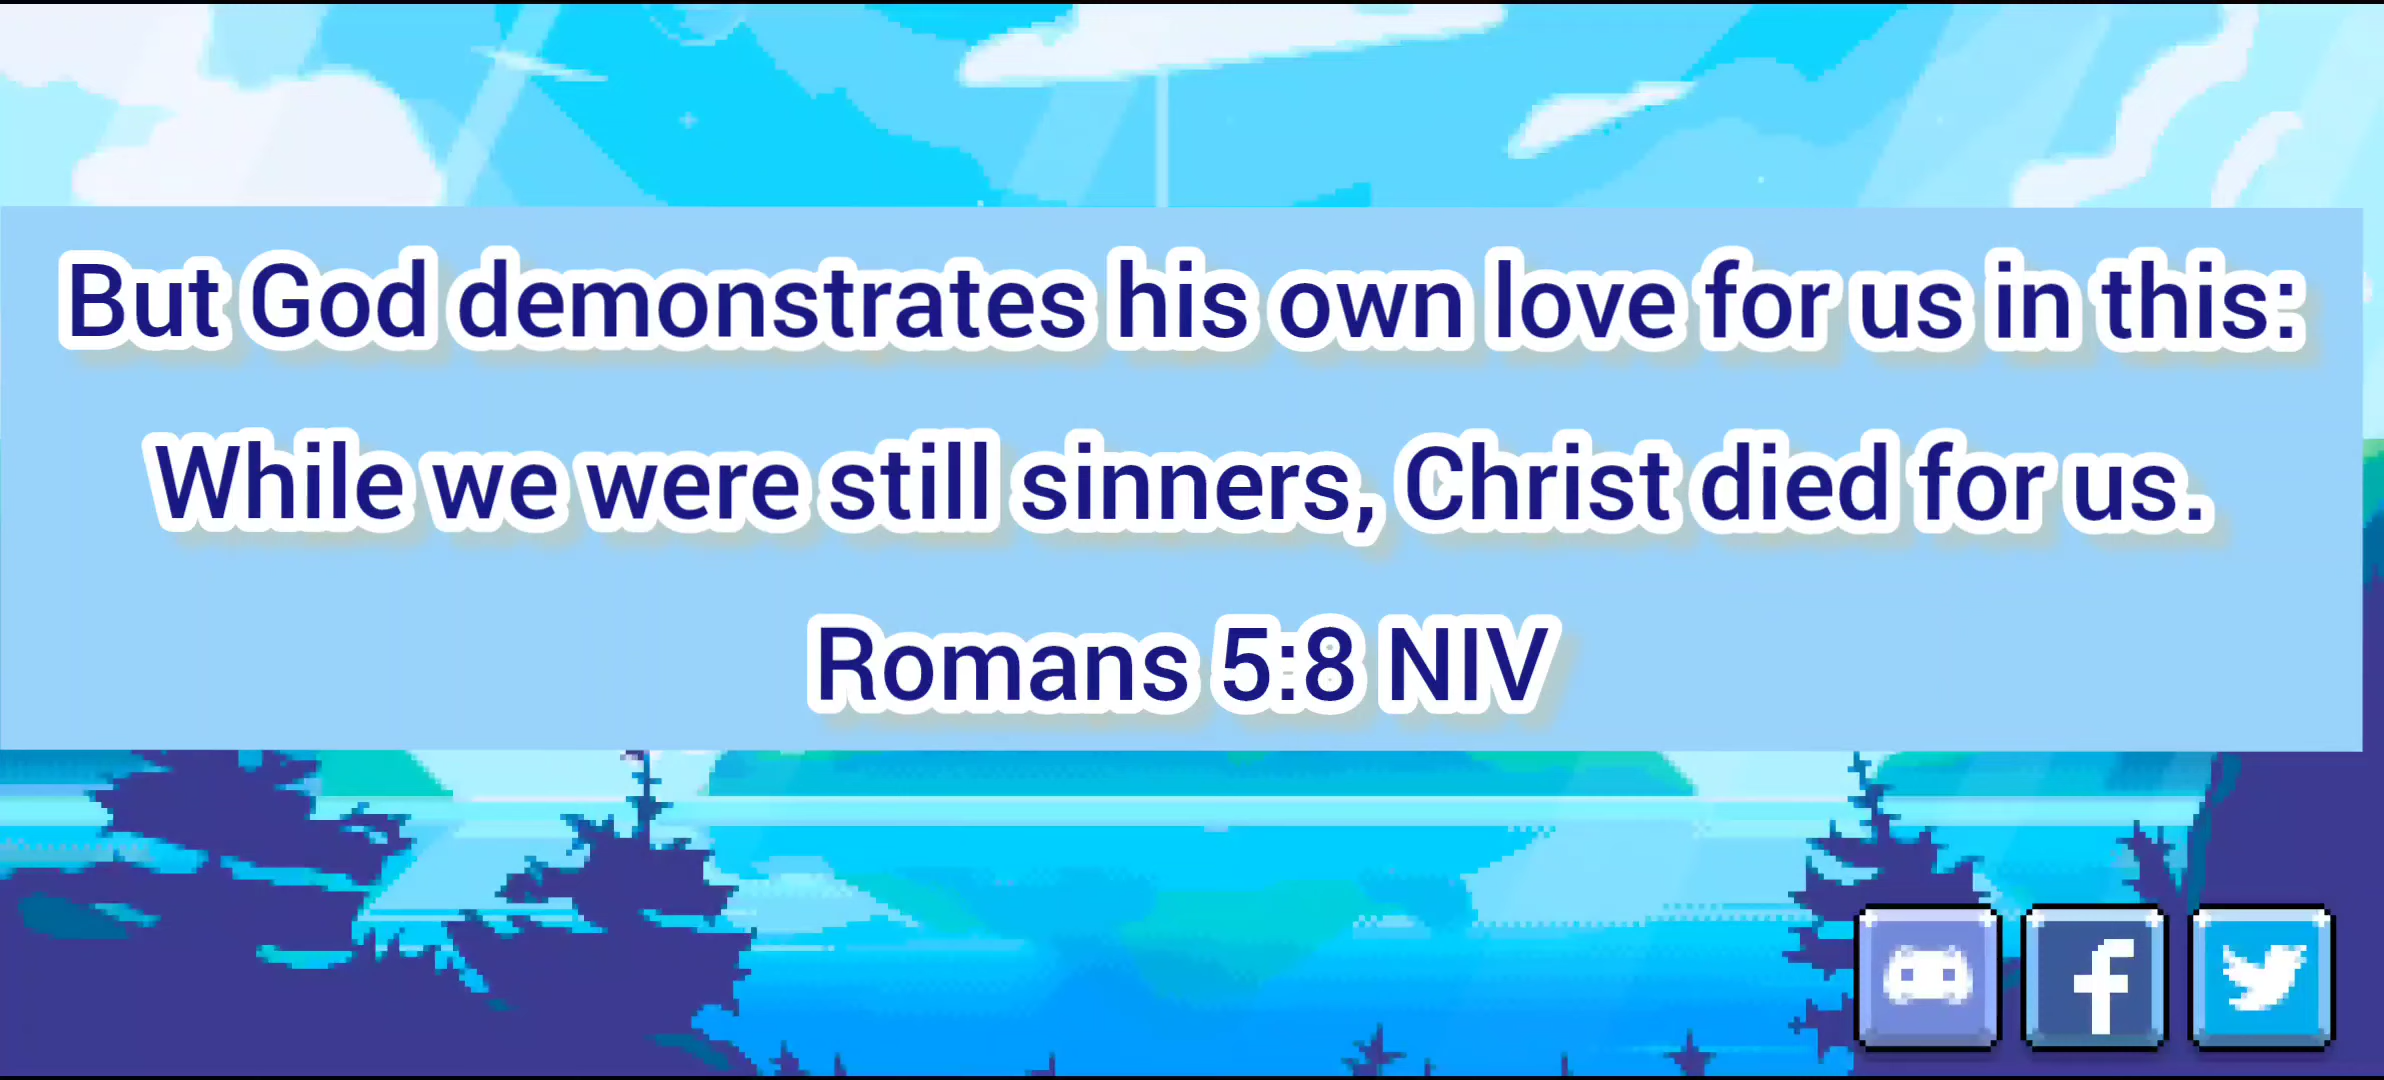 But God demonstrates his own love for us in this:
While we were still sinners, Christ died for us.
Romans 5:8 NIV